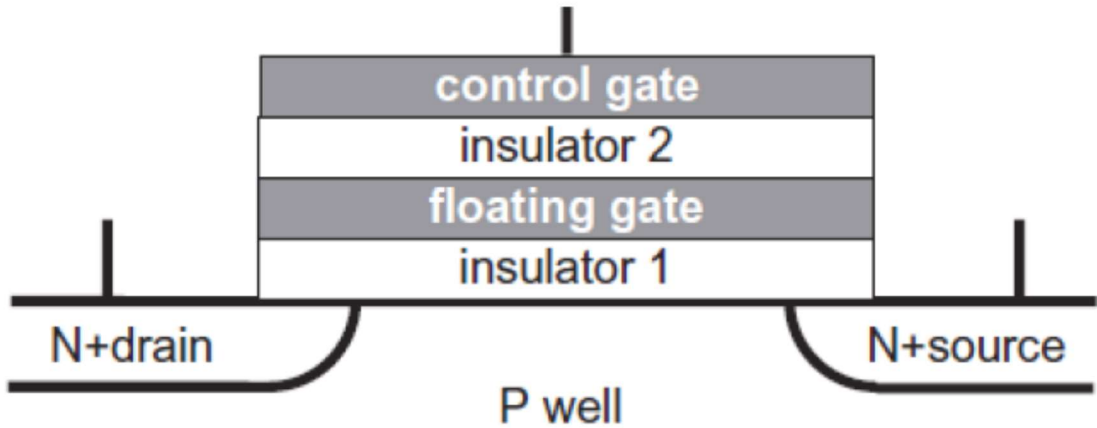 control gate
insulator 2
floating gate
insulator 1
N+drain
N+source
P well